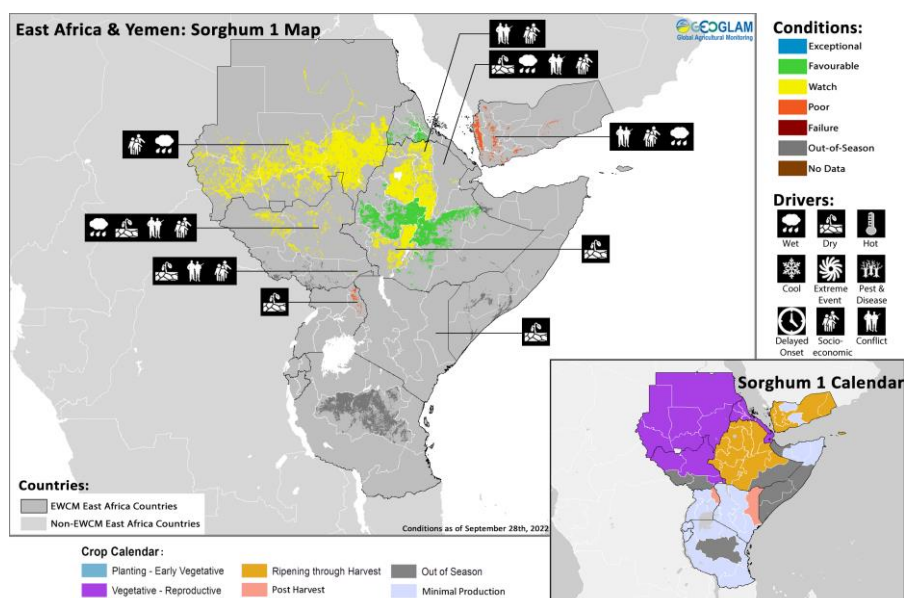 East Africa & Yemen: Sorghum 1 Map
GEOGLAM
Global Agricultural Monitoring
Conditions:
Exceptional
Favourable
Watch
Poor
Failure
Out-of-Season
No Data
Drivers:
Wet
Dry
Hot
Cool
Extreme
Event
Pest &
Disease
Delayed
Onset
Socio-
economic
Conflict
Sorghum 1 Calendar
Countries:
EWCM East Africa Countries
Non-EWCM East Africa Countries
Conditions as of September 28th, 2022
Crop Calendar:
Planting - Early Vegetative
Vegetative - Reproductive
Ripening through Harvest
Post Harvest
Out of Season
Minimal Production